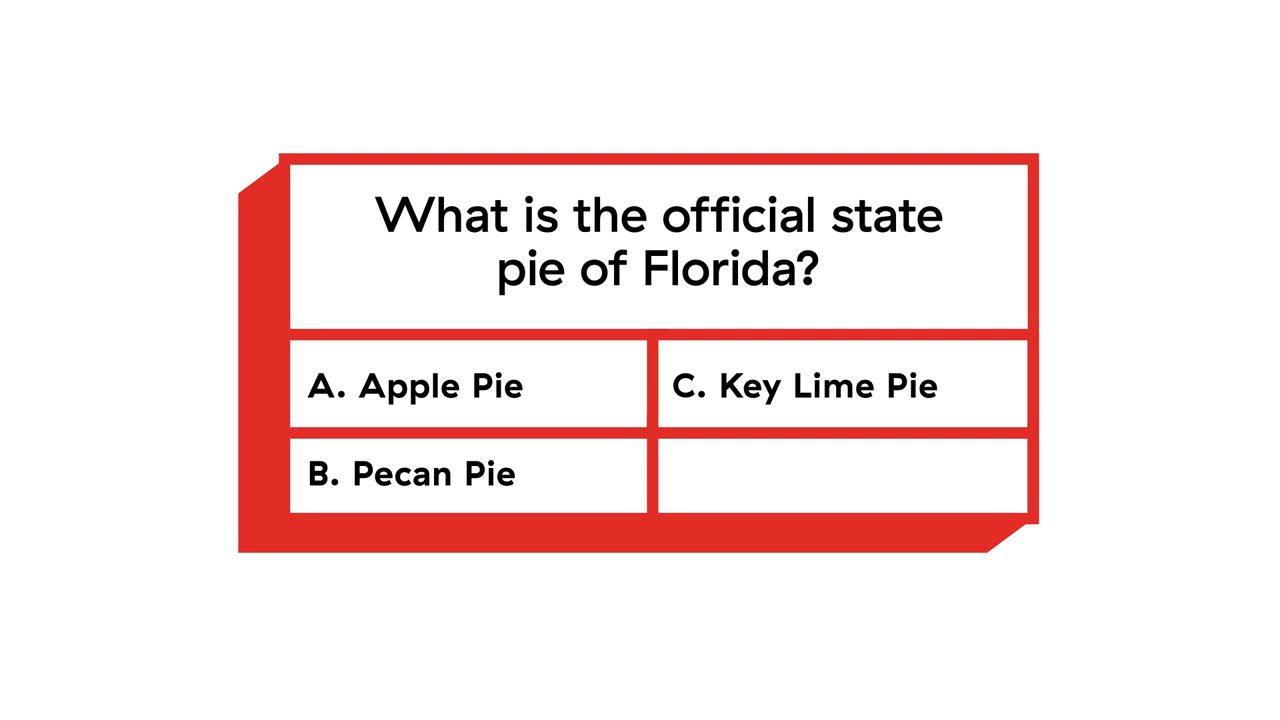 What is the official state
pie of Florida?
A. Apple Pie
B. Pecan Pie
C. Key Lime Pie